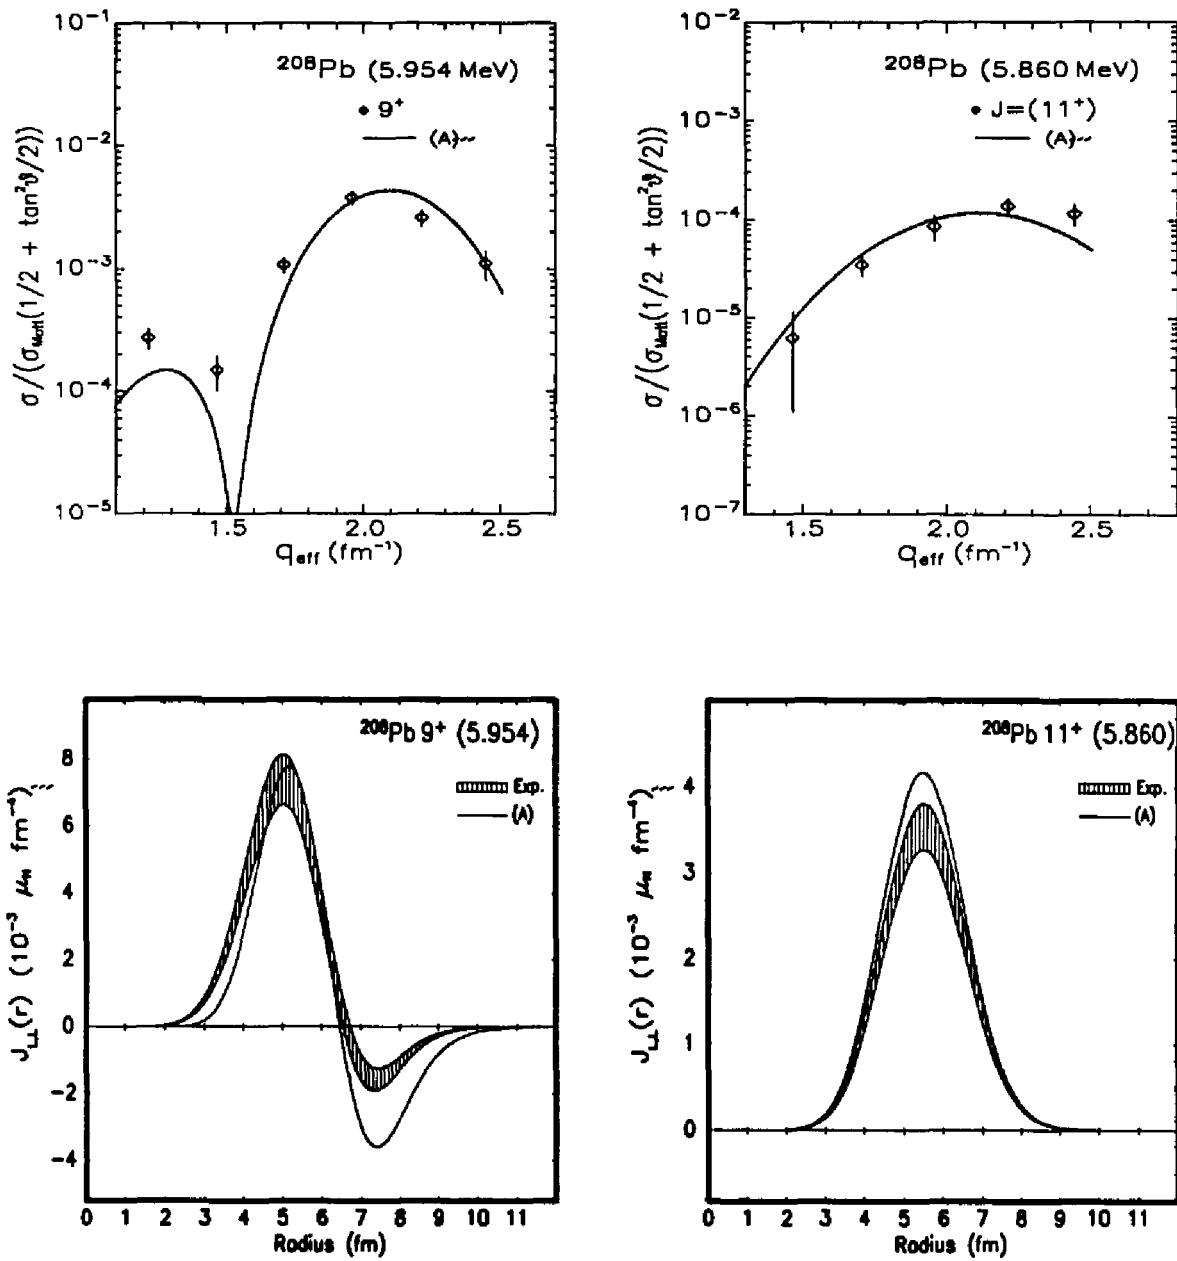 ²⁰⁸Pb (5.954 MeV)
9⁺
(A)
10⁻¹
10⁻²
10⁻³
10⁻⁴
10⁻⁵
σ/(σMott(1/2 + tan²ϑ/2))
1.5 2.0 2.5
qeff (fm⁻¹)
²⁰⁸Pb (5.860 MeV)
J=(11⁺)
(A)
10⁻²
10⁻³
10⁻⁴
10⁻⁵
10⁻⁶
10⁻⁷
σ/(σMott(1/2 + tan²ϑ/2))
1.5 2.0 2.5
qeff (fm⁻¹)
²⁰⁸Pb 9⁺ (5.954)
Exp.
(A)
8
6
4
2
0
-2
-4
J_LL(r) (10⁻³ μN fm⁻⁴)
0 1 2 3 4 5 6 7 8 9 10 11
Radius (fm)
²⁰⁸Pb 11⁺ (5.860)
Exp.
(A)
4
3
2
1
0
J_LL(r) (10⁻³ μN fm⁻⁴)
0 1 2 3 4 5 6 7 8 9 10 11
Radius (fm)